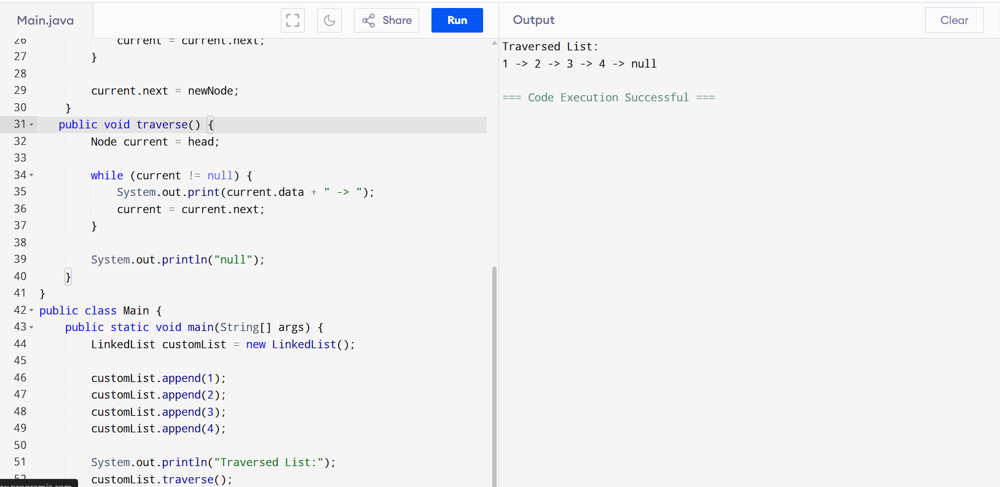 Main.java
Share
Run
Output
Clear
26 current = current.next;
27 }
28
29 current.next = newNode;
30 }
31 public void traverse() {
32 Node current = head;
33
34 while (current != null) {
35 System.out.print(current.data + " -> ");
36 current = current.next;
37 }
38
39 System.out.println("null");
40 }
41 }
42 public class Main {
43 public static void main(String[] args) {
44 LinkedList customList = new LinkedList();
45
46 customList.append(1);
47 customList.append(2);
48 customList.append(3);
49 customList.append(4);
50
51 System.out.println("Traversed List:");
52 customList.traverse();
Traversed List:
1 -> 2 -> 3 -> 4 -> null
=== Code Execution Successful ===